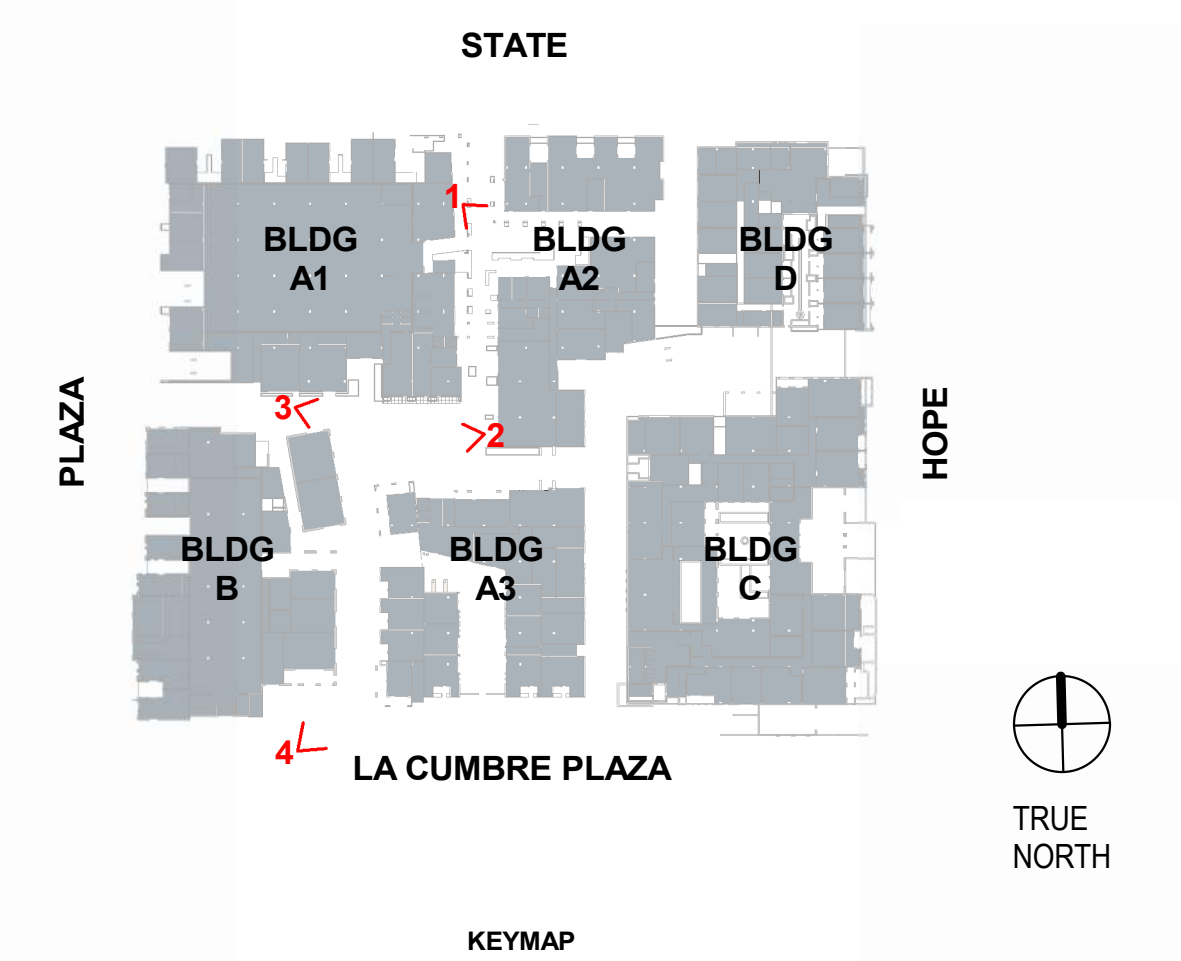 STATE
1
BLDG
A1
BLDG
A2
BLDG
D
PLAZA
3
2
HOPE
BLDG
B
BLDG
A3
BLDG
C
4
LA CUMBRE PLAZA
TRUE
NORTH
KEYMAP